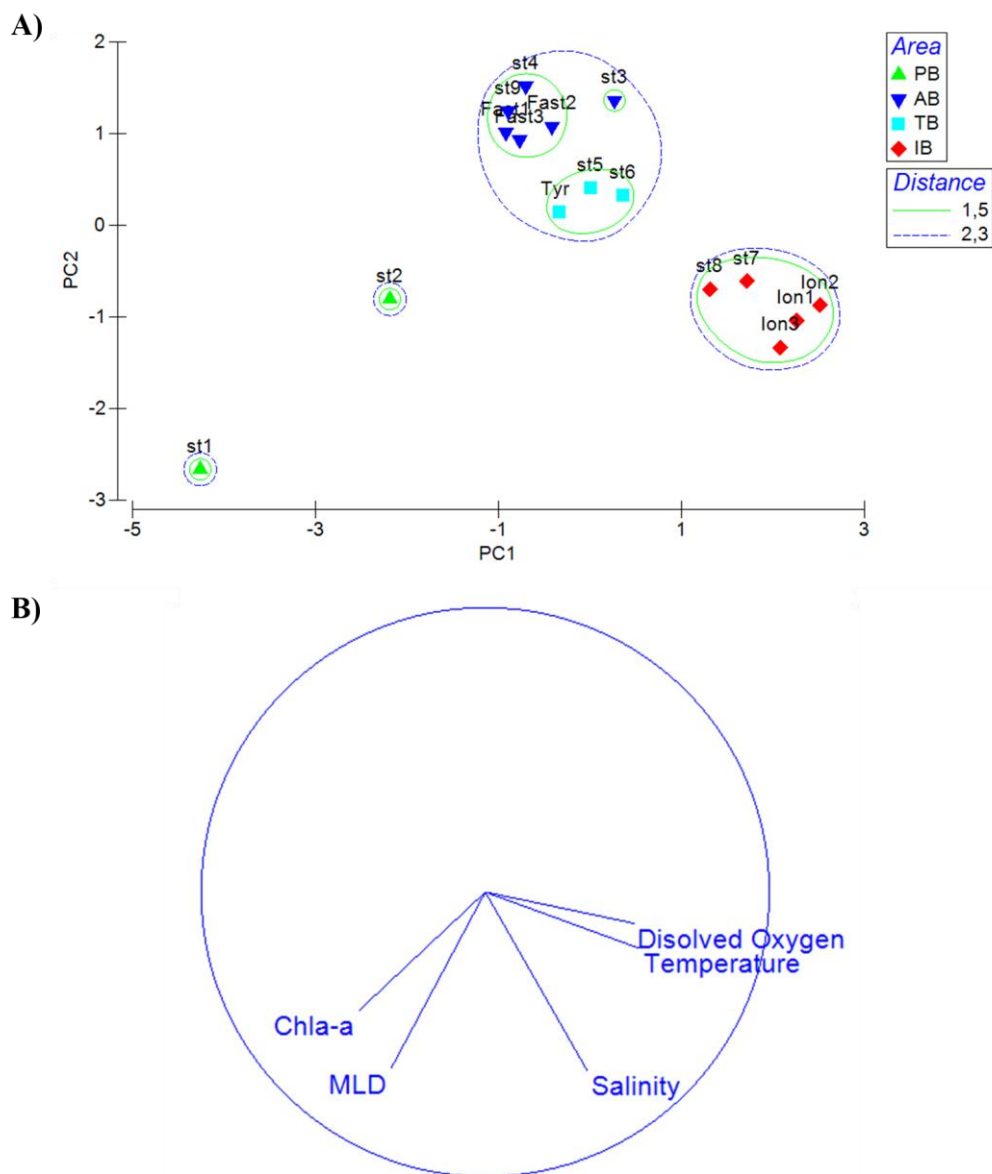 A)
2
1
0
-1
-2
-3
PC2
-5
-3
-1
1
3
PC1
st4
st9
Fast1
Fast2
Fast3
st3
st5
st6
Tyr
st2
st8
st7
Ion2
Ion1
Ion3
st1
Area
PB
AB
TB
IB
Distance
1,5
2,3
B)
Disolved Oxygen
Temperature
Chla-a
MLD
Salinity